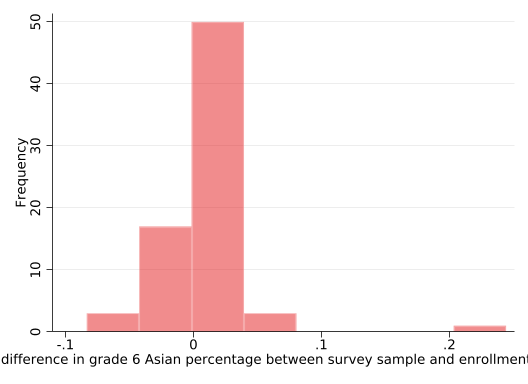 50
40
30
20
10
0
Frequency
-.1 0 .1 .2
difference in grade 6 Asian percentage between survey sample and enrollment